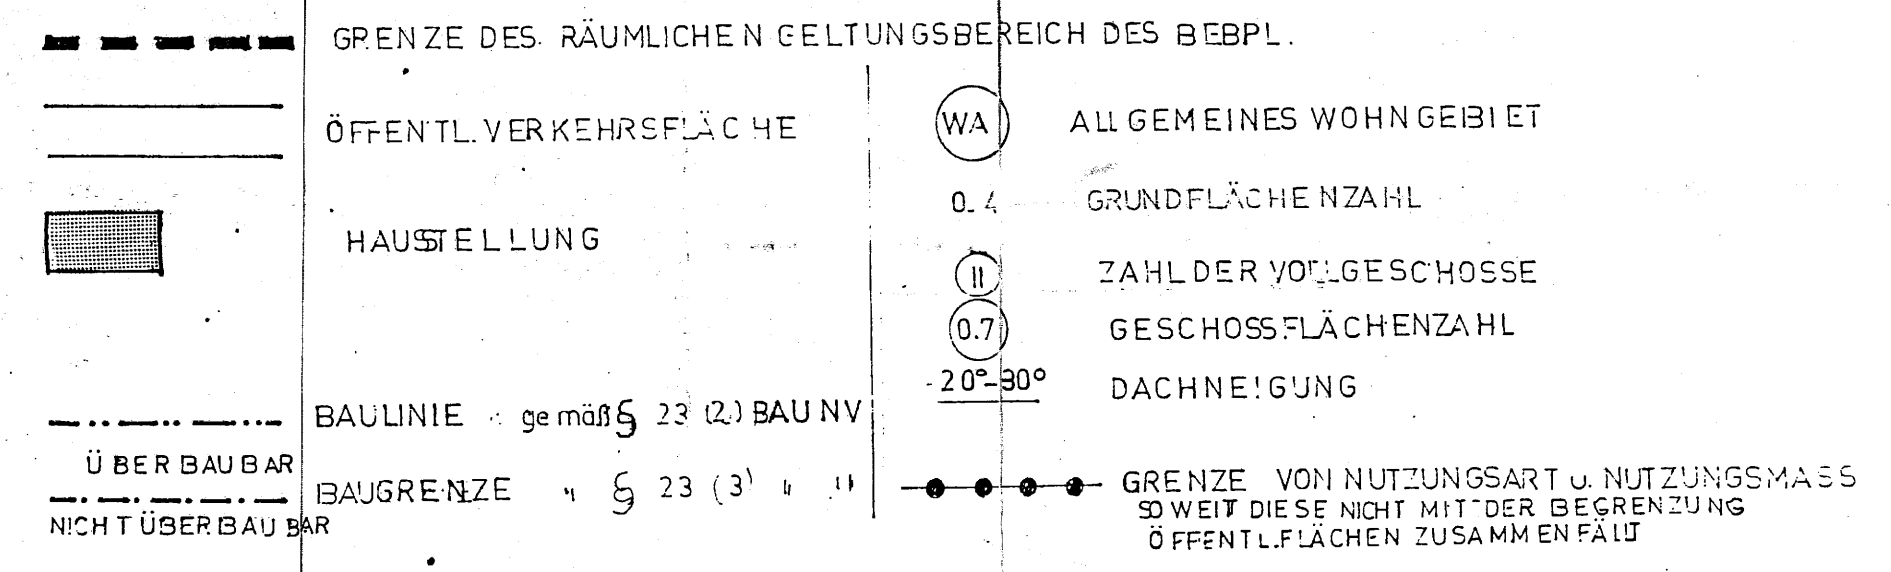 GRENZE DES RÄUMLICHEN GELTUNGSBEREICH DES BEBPL.
ÖFFENTL. VERKEHRSFLÄCHE
HAUSSTELLUNG
BAULINIE gemäß § 23 (2) BAUNV
ÜBERBAUBAR
BAUGRENZE " § 23 (3) " "
NICHT ÜBERBAUBAR
WA ALLGEMEINES WOHNGEBIET
0.4 GRUNDFLÄCHENZAHL
II ZAHL DER VOLLGESCHOSSE
0.7 GESCHOSSFLÄCHENZAHL
20°-30° DACHNEIGUNG
GRENZE VON NUTZUNGSART u. NUTZUNGSMASS
SOWEIT DIESE NICHT MIT DER BEGRENZUNG
ÖFFENTL. FLÄCHEN ZUSAMMENFÄLLT